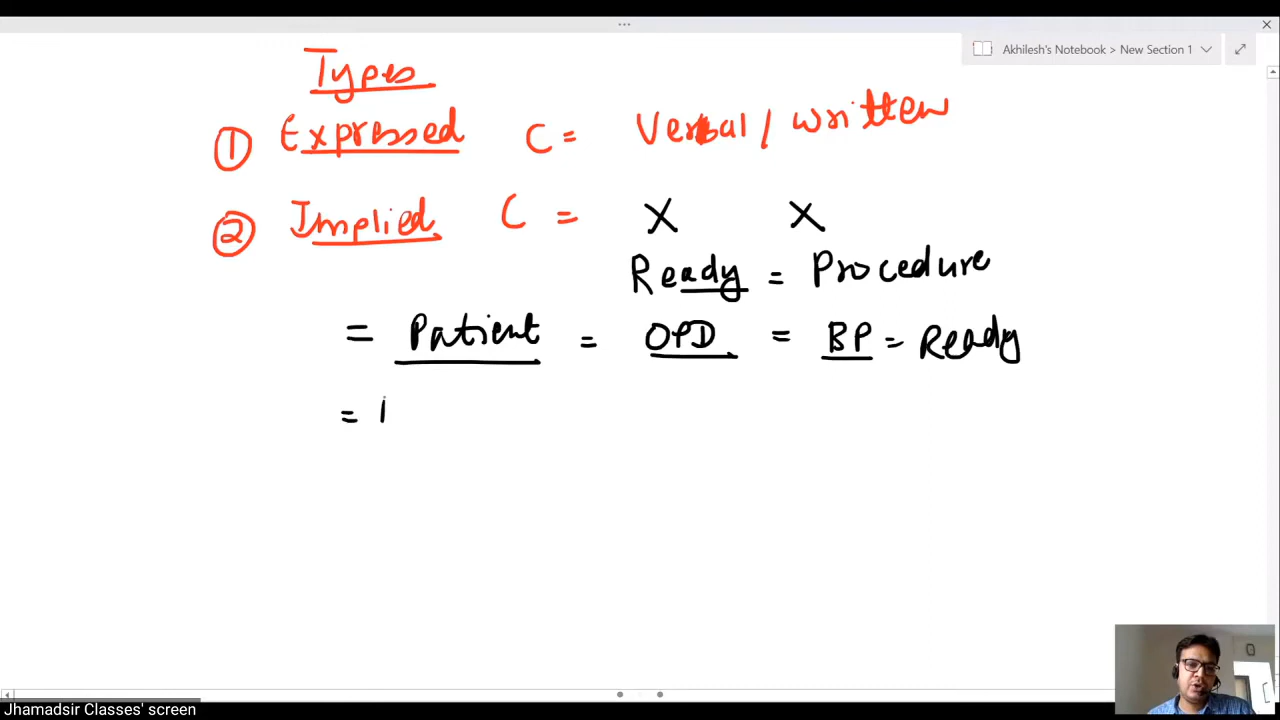 Akhilesh's Notebook > New Section 1
Types
① Expressed C = Verbal / written
② Implied C = X X
Ready = Procedure
= Patient = OPD = BP = Ready
= I
Jhamadsir Classes' screen